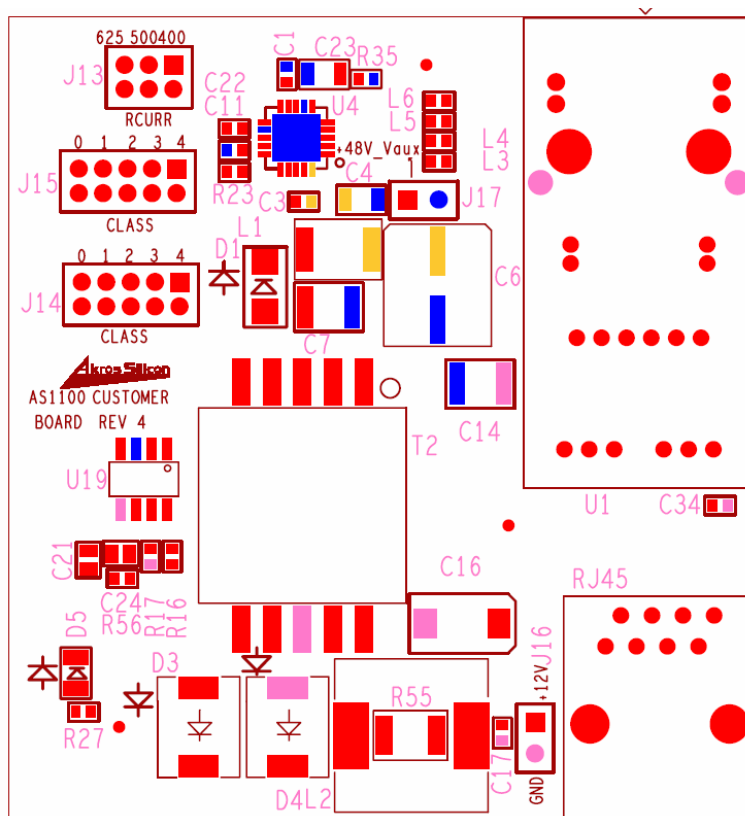 625 500400
J13
RCURR
C1
C23
R35
C22
C11
U4
L6
L5
L4
L3
+48V_Vaux
1
0 1 2 3 4
J15
CLASS
R23
C3
C4
J17
L1
D1
0 1 2 3 4
J14
CLASS
C7
C6
Akros Silicon
AS1100 CUSTOMER
BOARD REV 4
T2
C14
U19
U1
C34
C21
C24
R56
R17
R16
C16
RJ45
D5
D3
R27
R55
J16
+12V
C17
GND
D4L2